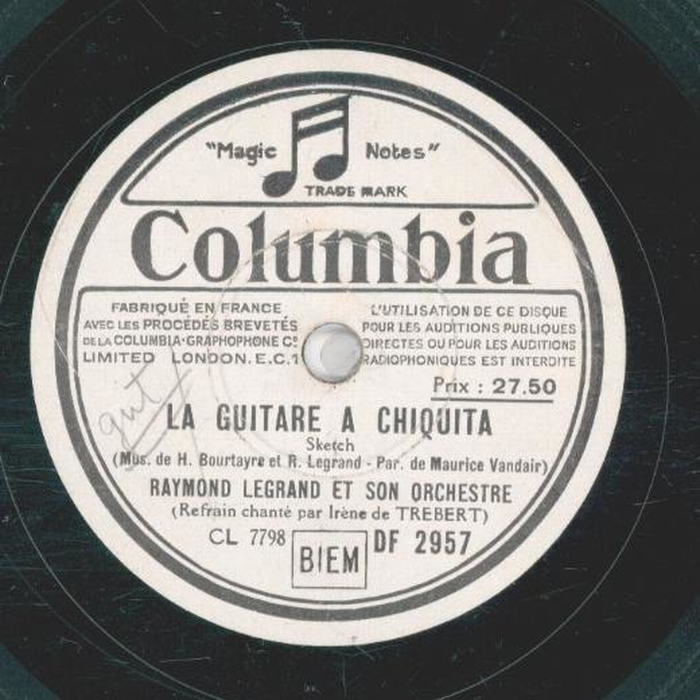 "Magic Notes"
TRADE MARK
Columbia
FABRIQUÉ EN FRANCE
AVEC LES PROCÉDÉS BREVETÉS
DE LA COLUMBIA-GRAPHOPHONE Cº
LIMITED LONDON. E.C.1
L'UTILISATION DE CE DISQUE
POUR LES AUDITIONS PUBLIQUES
DIRECTES OU POUR LES AUDITIONS
RADIOPHONIQUES EST INTERDITE
Prix : 27.50
gut
LA GUITARE A CHIQUITA
Sketch
(Mus. de H. Bourtayre et R. Legrand - Par. de Maurice Vandair)
RAYMOND LEGRAND ET SON ORCHESTRE
(Refrain chanté par Irène de TREBERT)
CL 7798 BIEM DF 2957